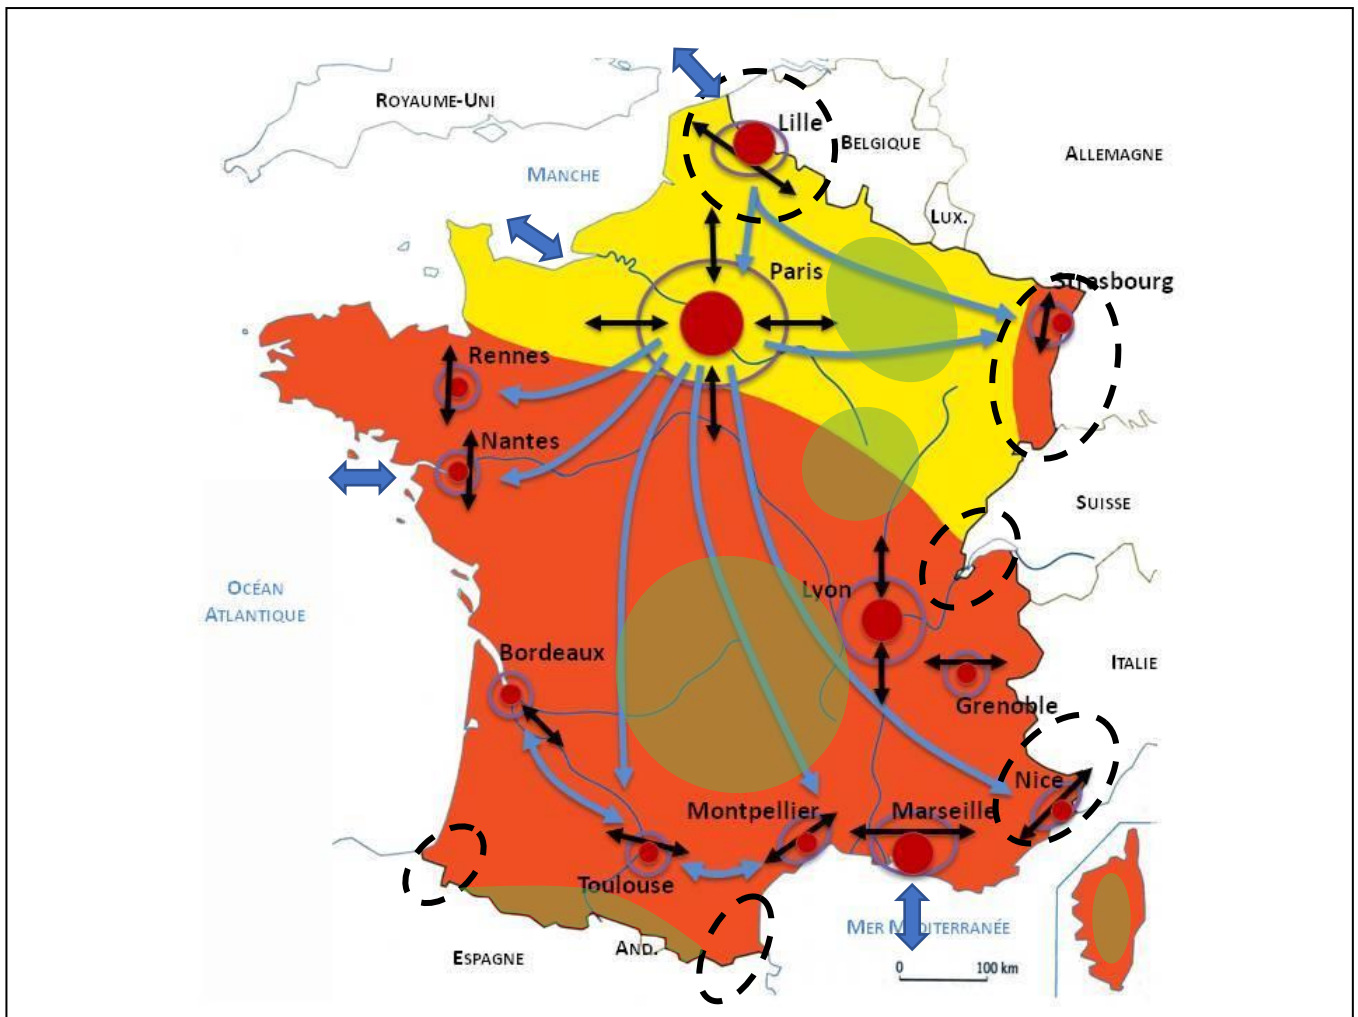 ROYAUME-UNI
Lille
BELGIQUE
ALLEMAGNE
MANCHE
LUX.
Paris
Strasbourg
Rennes
Nantes
SUISSE
OCÉAN
ATLANTIQUE
Lyon
Bordeaux
ITALIE
Grenoble
Nice
Montpellier
Marseille
Toulouse
MER MÉDITERRANÉE
AND.
ESPAGNE
0 100 km